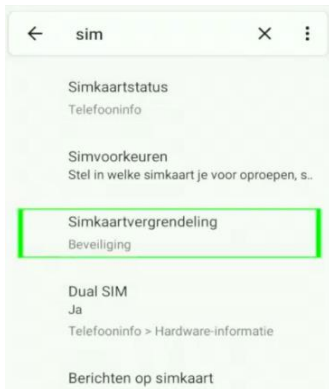 sim
Simkaartstatus
Telefooninfo
Simvoorkeuren
Stel in welke simkaart je voor oproepen, s..
Simkaartvergrendeling
Beveiliging
Dual SIM
Ja
Telefooninfo > Hardware-informatie
Berichten op simkaart